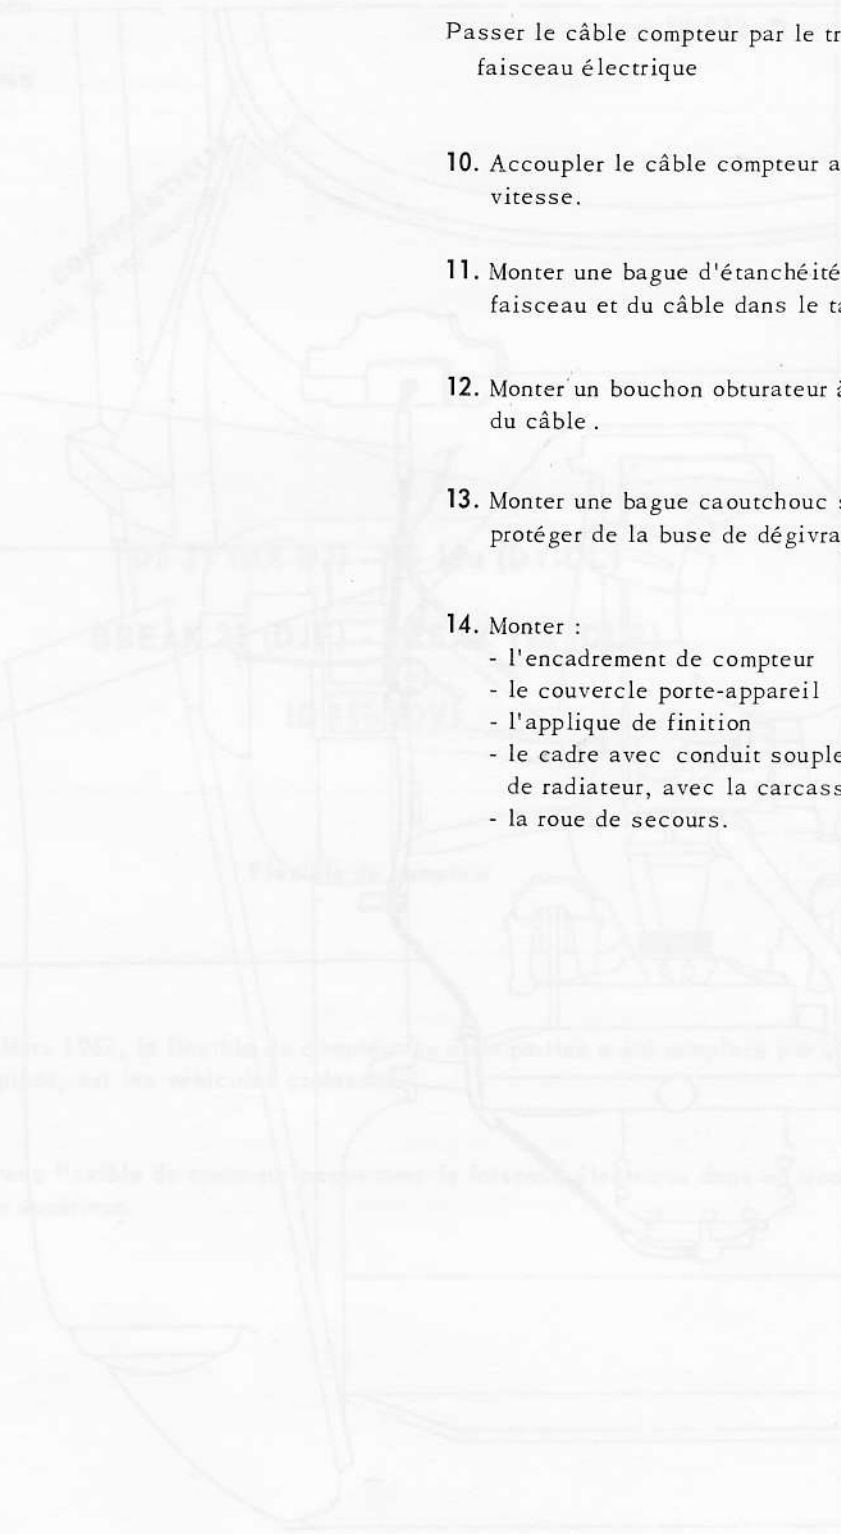 Passer le câble compteur par le tr
faisceau électrique
10. Accoupler le câble compteur a
vitesse.
11. Monter une bague d'étanchéité
faisceau et du câble dans le ta
12. Monter un bouchon obturateur à
du câble .
13. Monter une bague caoutchouc s
protéger de la buse de dégivra
14. Monter :
- l'encadrement de compteur
- le couvercle porte-appareil
- l'applique de finition
- le cadre avec conduit souple
de radiateur, avec la carcass
- la roue de secours.